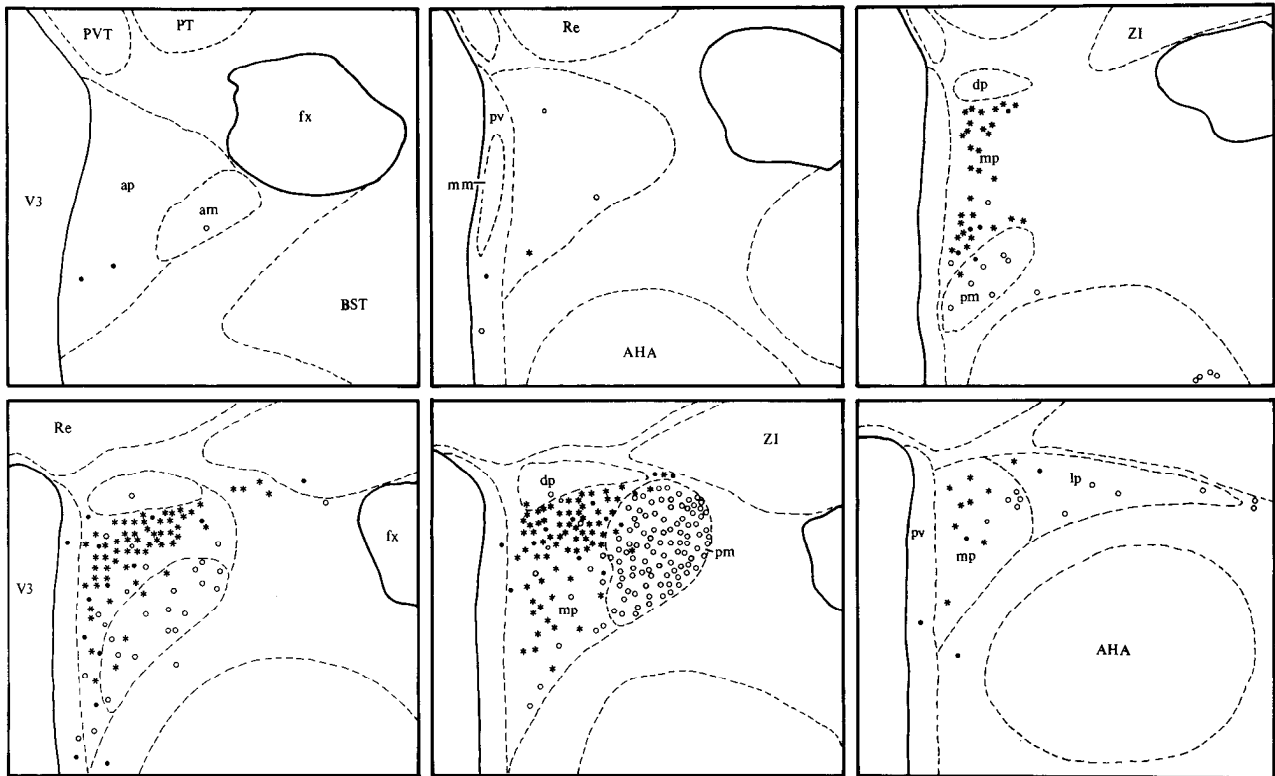 PVT
PT
fx
V3
ap
am
BST
Re
pv
mm
AHA
ZI
dp
mp
pm
Re
fx
V3
ZI
dp
pm
mp
lp
pv
mp
AHA